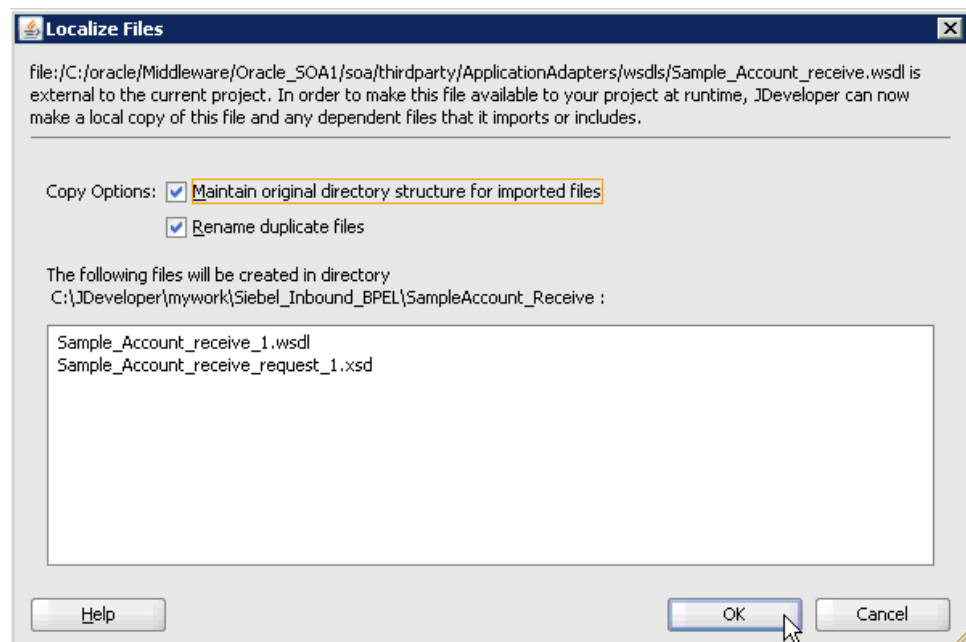 Localize Files
file:/C:/oracle/Middleware/Oracle_SOA1/soa/thirdparty/ApplicationAdapters/wsdls/Sample_Account_receive.wsdl is
external to the current project. In order to make this file available to your project at runtime, JDeveloper can now
make a local copy of this file and any dependent files that it imports or includes.
Copy Options: Maintain original directory structure for imported files
Rename duplicate files
The following files will be created in directory
C:\JDeveloper\mywork\Siebel_Inbound_BPEL\SampleAccount_Receive :
Sample_Account_receive_1.wsdl
Sample_Account_receive_request_1.xsd
Help OK Cancel